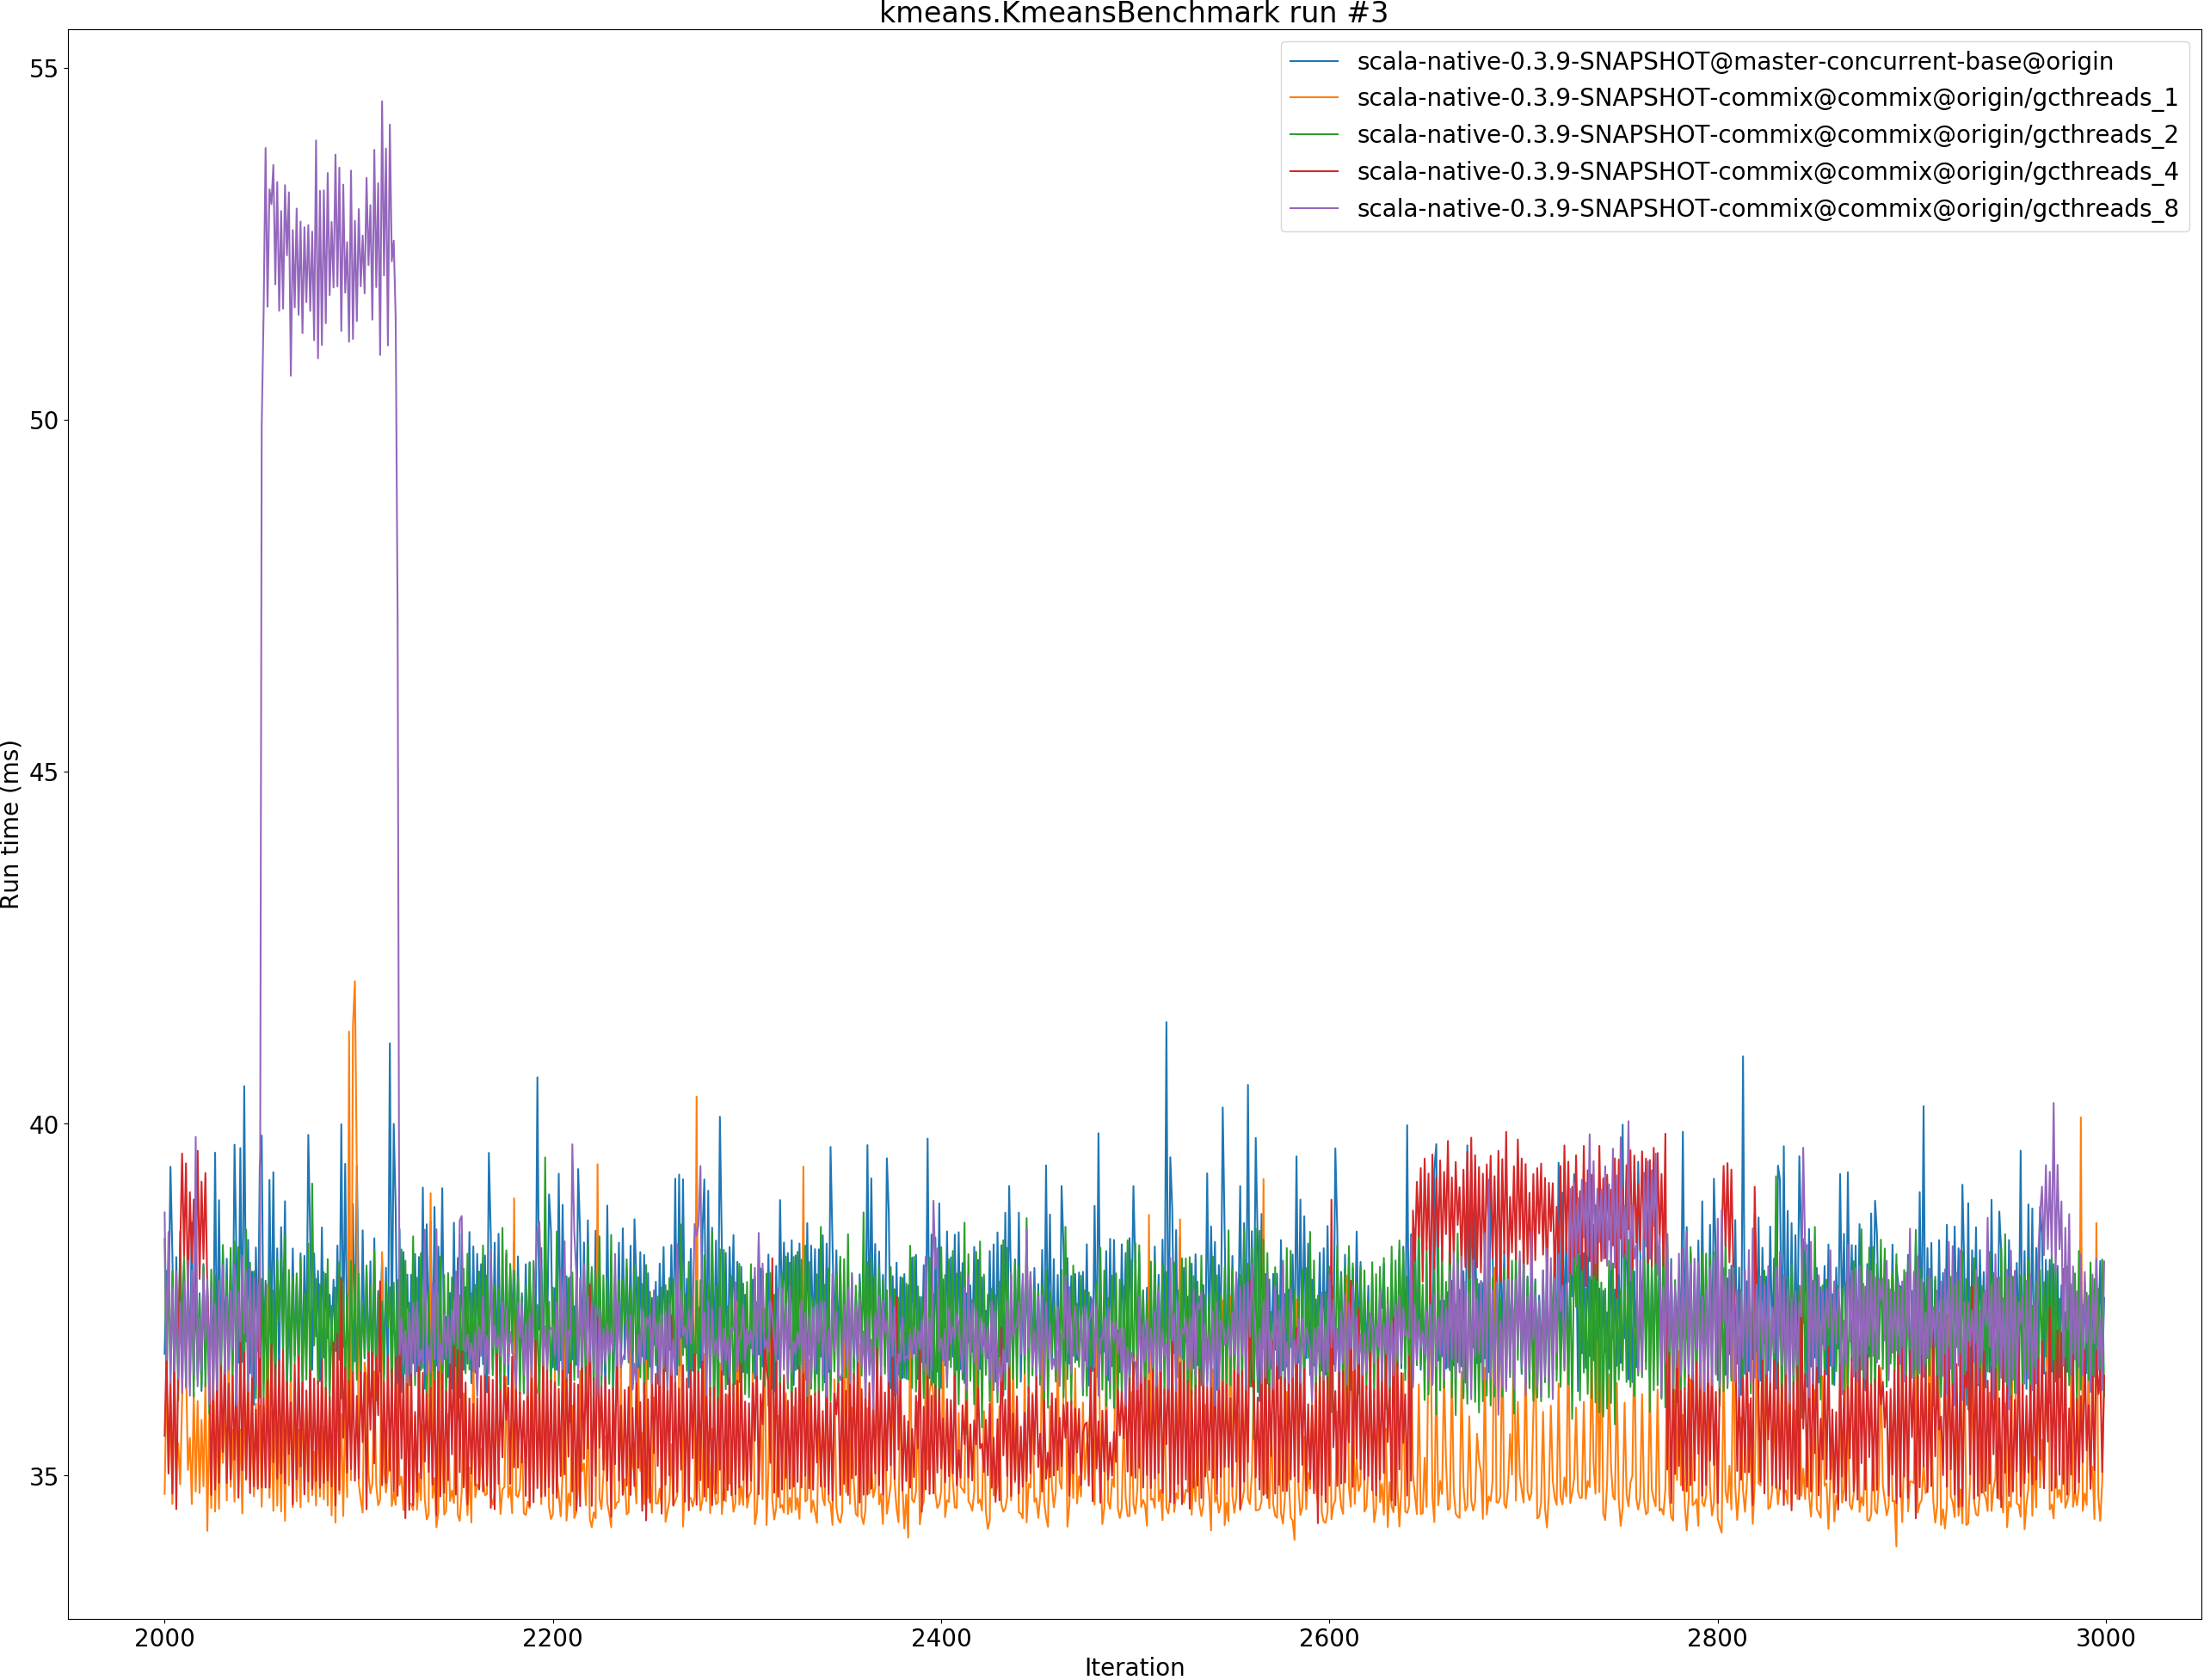 kmeans.KmeansBenchmark run #3
scala-native-0.3.9-SNAPSHOT@master-concurrent-base@origin
scala-native-0.3.9-SNAPSHOT-commix@commix@origin/gcthreads_1
scala-native-0.3.9-SNAPSHOT-commix@commix@origin/gcthreads_2
scala-native-0.3.9-SNAPSHOT-commix@commix@origin/gcthreads_4
scala-native-0.3.9-SNAPSHOT-commix@commix@origin/gcthreads_8
55
50
45
40
35
Run time (ms)
2000 2200 2400 2600 2800 3000
Iteration